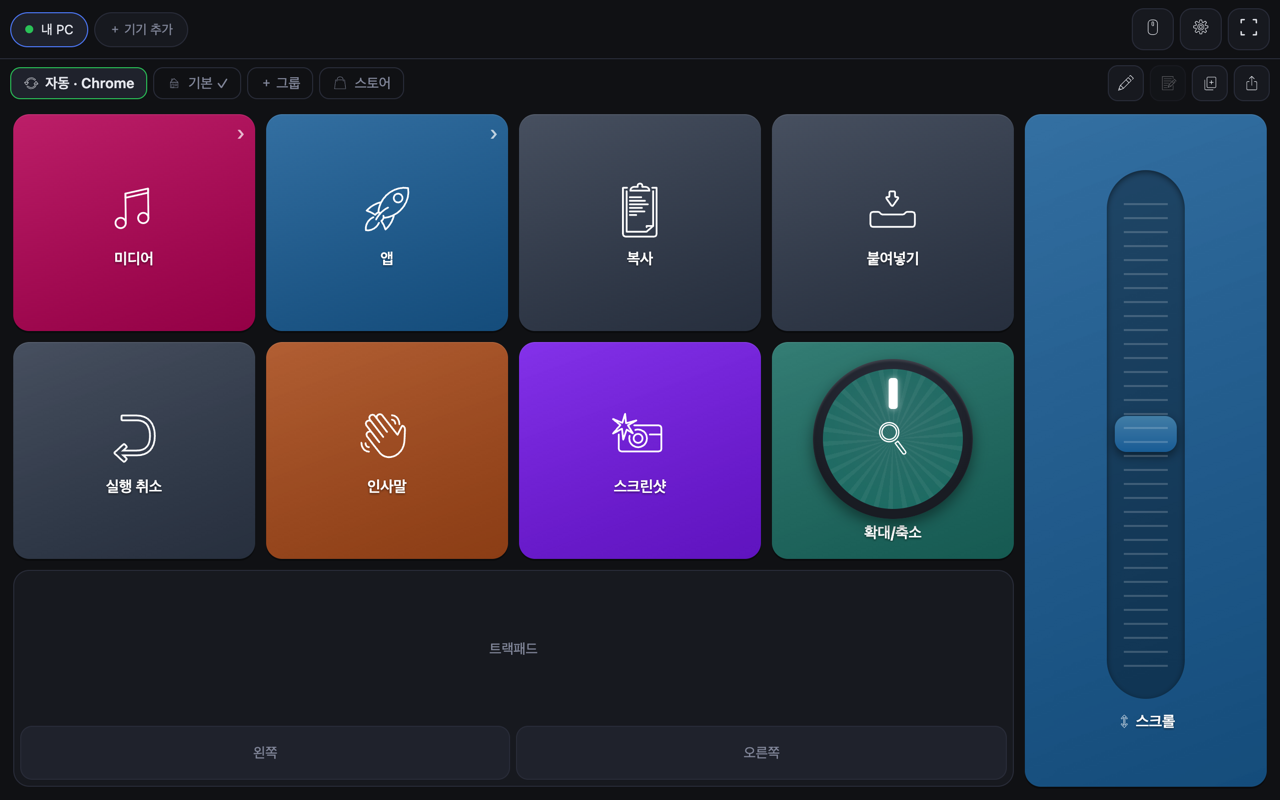 내 PC
+ 기기 추가
자동 · Chrome
기본 ✓
+ 그룹
스토어
미디어
앱
복사
붙여넣기
실행 취소
인사말
스크린샷
확대/축소
트랙패드
왼쪽
오른쪽
스크롤